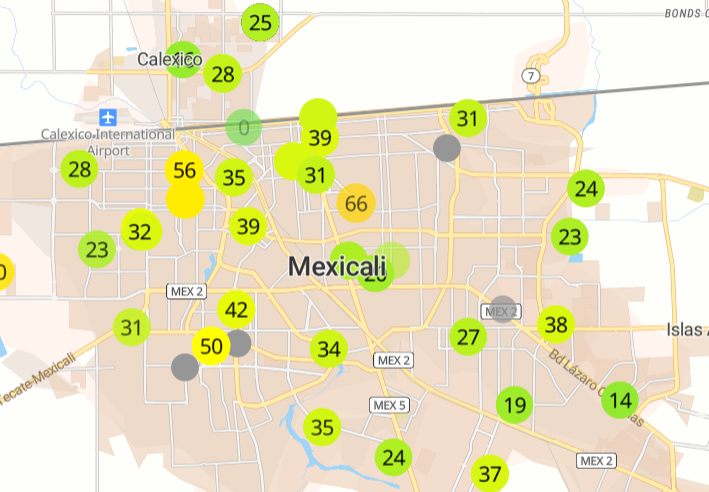 25
BONDS C
Calexico
28
7
0
39
31
Calexico International
Airport
28
56
35
31
66
24
32
39
23
23
Mexicali
0
MEX 2
42
MEX 2
31
50
38
27
Islas A
34
MEX 2
Bd Lázaro C
nas
Tecate-Mexicali
19
14
MEX 5
35
24
MEX 2
37